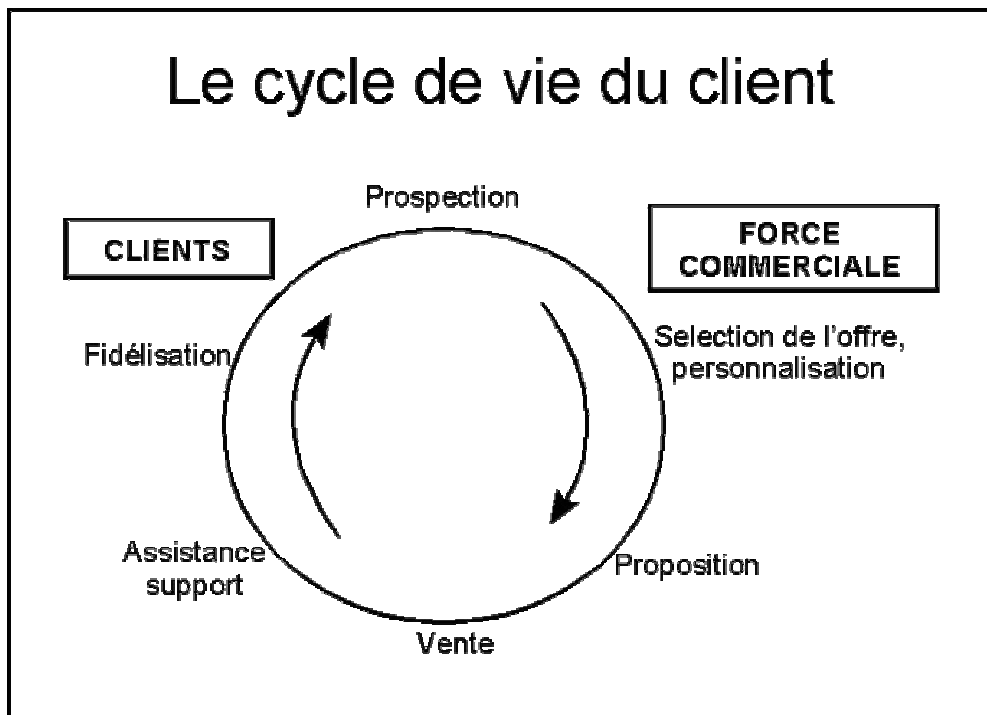 Le cycle de vie du client
Prospection
CLIENTS
FORCE
COMMERCIALE
Fidélisation
Selection de l'offre,
personnalisation
Assistance
support
Proposition
Vente